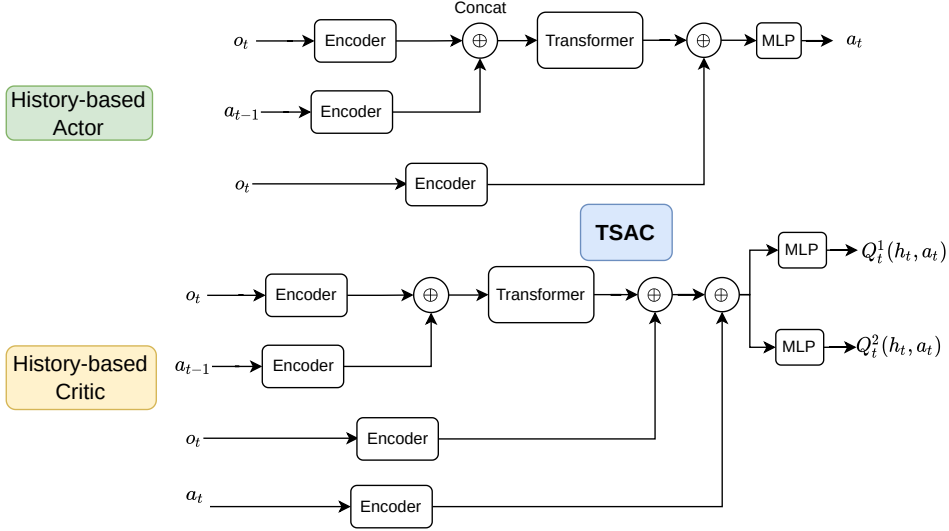 Concat
o_t Encoder ⊕ Transformer ⊕ MLP a_t
History-based
Actor
a_{t−1} Encoder
o_t Encoder
TSAC
MLP Q_t^1(h_t, a_t)
o_t Encoder ⊕ Transformer ⊕ ⊕
MLP Q_t^2(h_t, a_t)
History-based
Critic
a_{t−1} Encoder
o_t Encoder
a_t Encoder